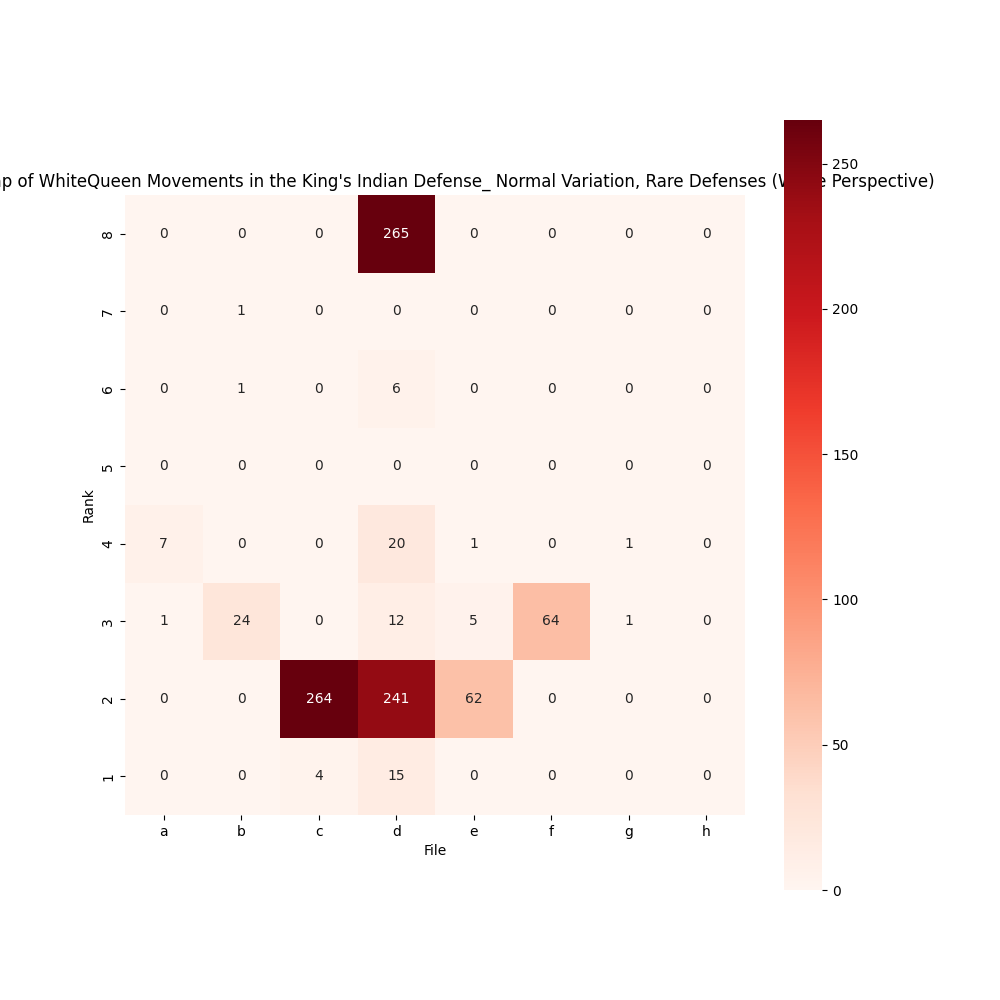 p of WhiteQueen Movements in the King's Indian Defense_ Normal Variation, Rare Defenses (W e Perspective)
250
200
150
100
50
0
8 0 0 0 265 0 0 0 0
7 0 1 0 0 0 0 0 0
6 0 1 0 6 0 0 0 0
5 0 0 0 0 0 0 0 0
Rank
4 7 0 0 20 1 0 1 0
3 1 24 0 12 5 64 1 0
2 0 0 264 241 62 0 0 0
1 0 0 4 15 0 0 0 0
a b c d e f g h
File